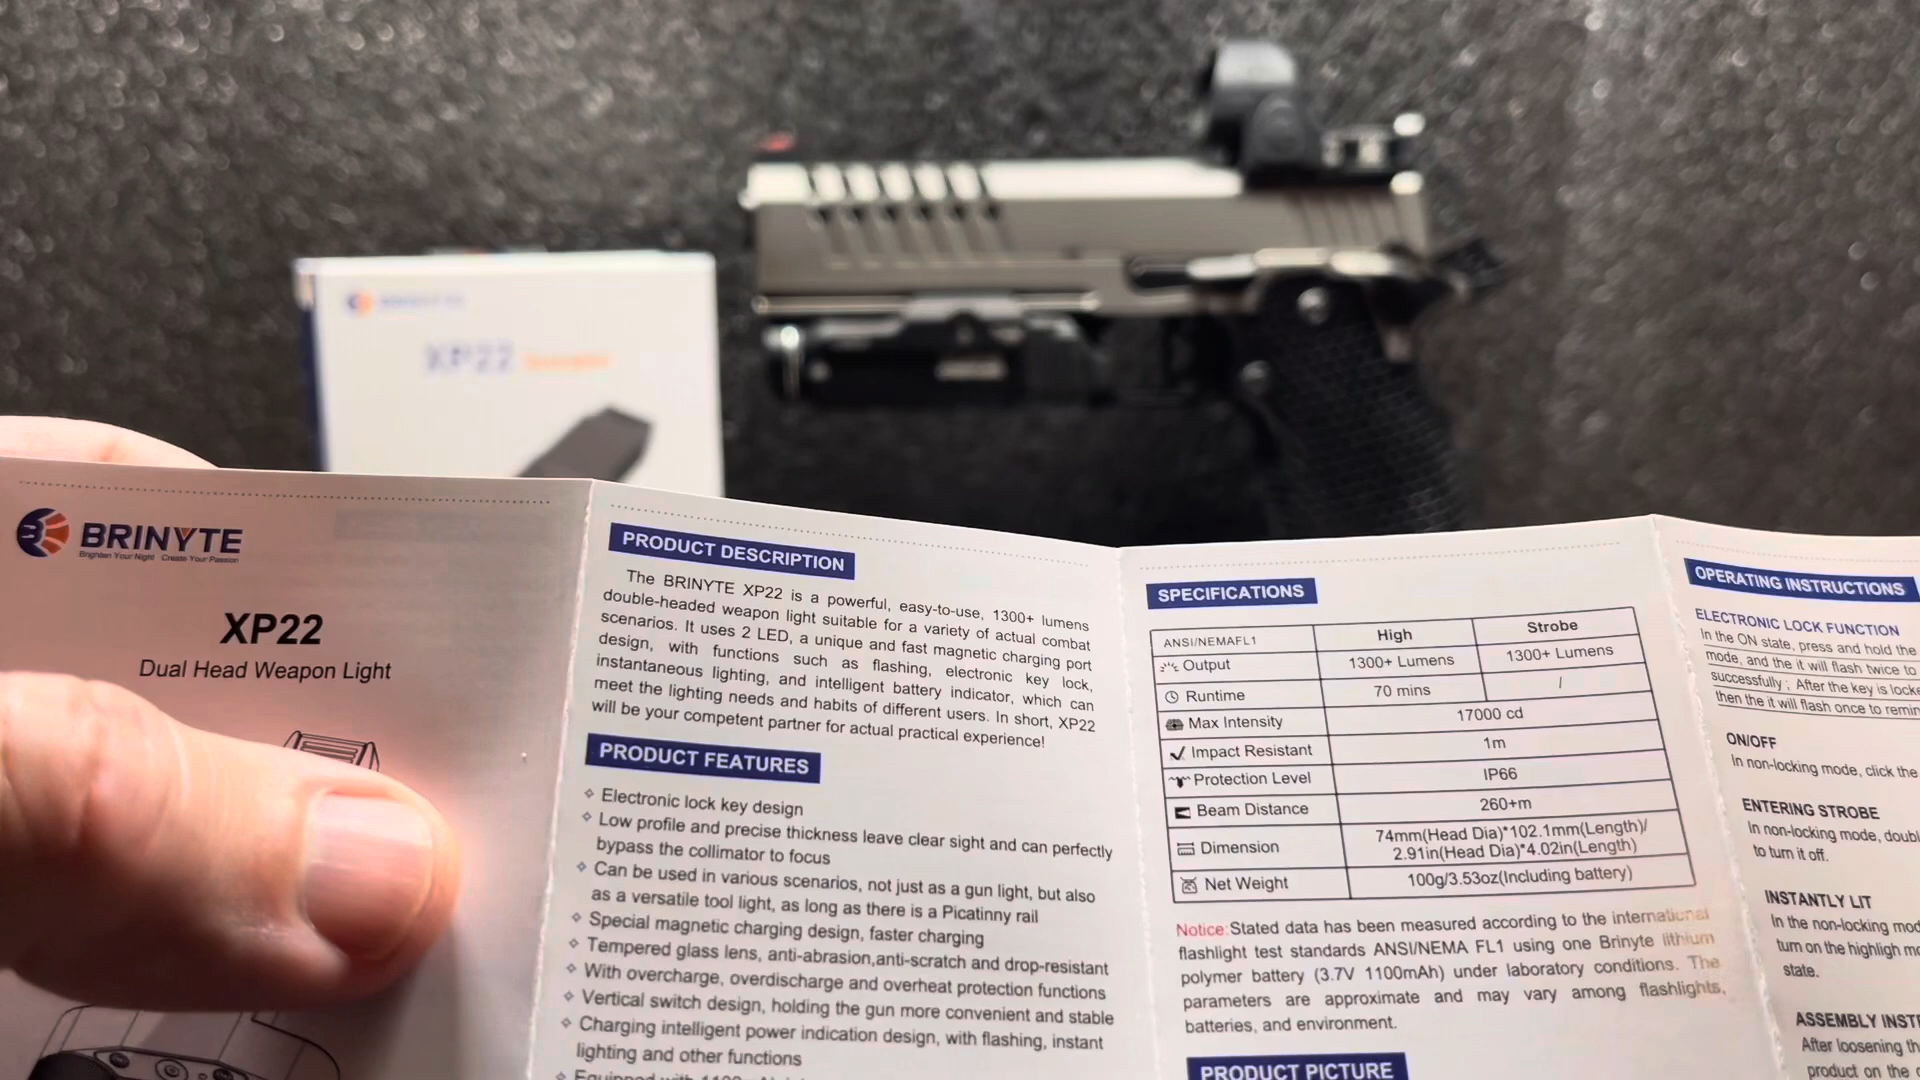 BRINYTE
XP22
BRINYTE
Brighten Your Night Create Your Passion
XP22
Dual Head Weapon Light
PRODUCT DESCRIPTION
The BRINYTE XP22 is a powerful, easy-to-use, 1300+ lumens
double-headed weapon light suitable for a variety of actual combat
scenarios. It uses 2 LED, a unique and fast magnetic charging port
design, with functions such as flashing, electronic key lock,
instantaneous lighting, and intelligent battery indicator, which can
meet the lighting needs and habits of different users. In short, XP22
will be your competent partner for actual practical experience!
PRODUCT FEATURES
Electronic lock key design
Low profile and precise thickness leave clear sight and can perfectly
bypass the collimator to focus
Can be used in various scenarios, not just as a gun light, but also
as a versatile tool light, as long as there is a Picatinny rail
Special magnetic charging design, faster charging
Tempered glass lens, anti-abrasion,anti-scratch and drop-resistant
With overcharge, overdischarge and overheat protection functions
Vertical switch design, holding the gun more convenient and stable
Charging intelligent power indication design, with flashing, instant
lighting and other functions
Equipped with
SPECIFICATIONS
ANSI/NEMAFL1 High Strobe
Output 1300+ Lumens 1300+ Lumens
Runtime 70 mins /
Max Intensity 17000 cd
Impact Resistant 1m
Protection Level IP66
Beam Distance 260+m
Dimension 74mm(Head Dia)*102.1mm(Length)/
2.91in(Head Dia)*4.02in(Length)
Net Weight 100g/3.53oz(Including battery)
Notice:Stated data has been measured according to the international
flashlight test standards ANSI/NEMA FL1 using one Brinyte lithium
polymer battery (3.7V 1100mAh) under laboratory conditions. The
parameters are approximate and may vary among flashlights,
batteries, and environment.
PRODUCT PICTURE
OPERATING INSTRUCTIONS
ELECTRONIC LOCK FUNCTION
In the ON state, press and hold the
mode, and the it will flash twice to
successfully ; After the key is locke
then the it will flash once to remin
ON/OFF
In non-locking mode, click the
ENTERING STROBE
In non-locking mode, doubl
to turn it off.
INSTANTLY LIT
In the non-locking mod
turn on the highligh mo
state.
ASSEMBLY INST
After loosening th
product on the